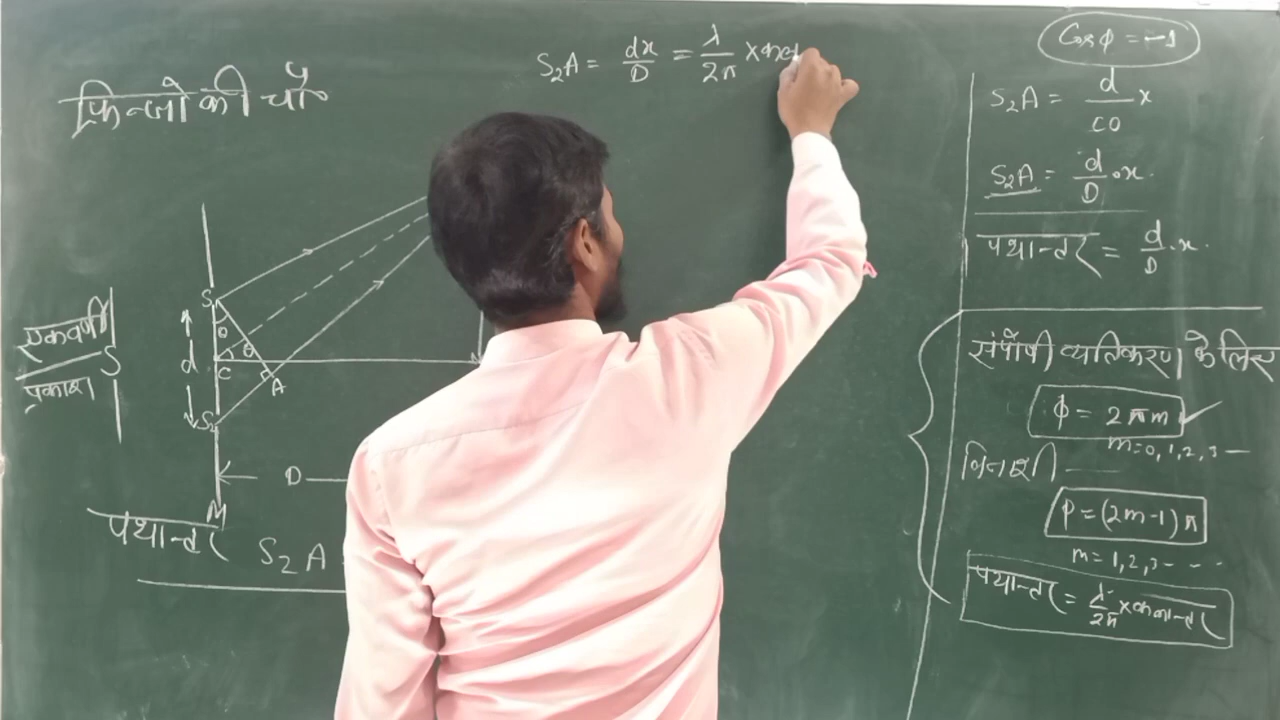 फ्रिन्जो की चौ
S₂A = dx/D = λ/2π × कला
Cosφ = -1
S₂A = d/CO x
S₂A = d/D · x
पथान्तर = d/D · x
एकवर्णी
प्रकाश
S
S₁
θ
d
C
θ
A
S₂
D
M
पथान्तर S₂A
संपोषी व्यतिकरण के लिए
φ = 2πm
m=0, 1, 2, 3 —
विनाशी —
φ = (2m-1)π
m = 1, 2, 3 - - -
पथान्तर = λ/2π × कलान्तर